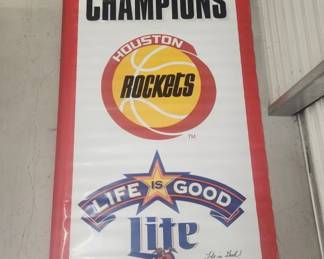 CHAMPIONS
HOUSTON
ROCKETS
TM
LIFE IS GOOD
Lite